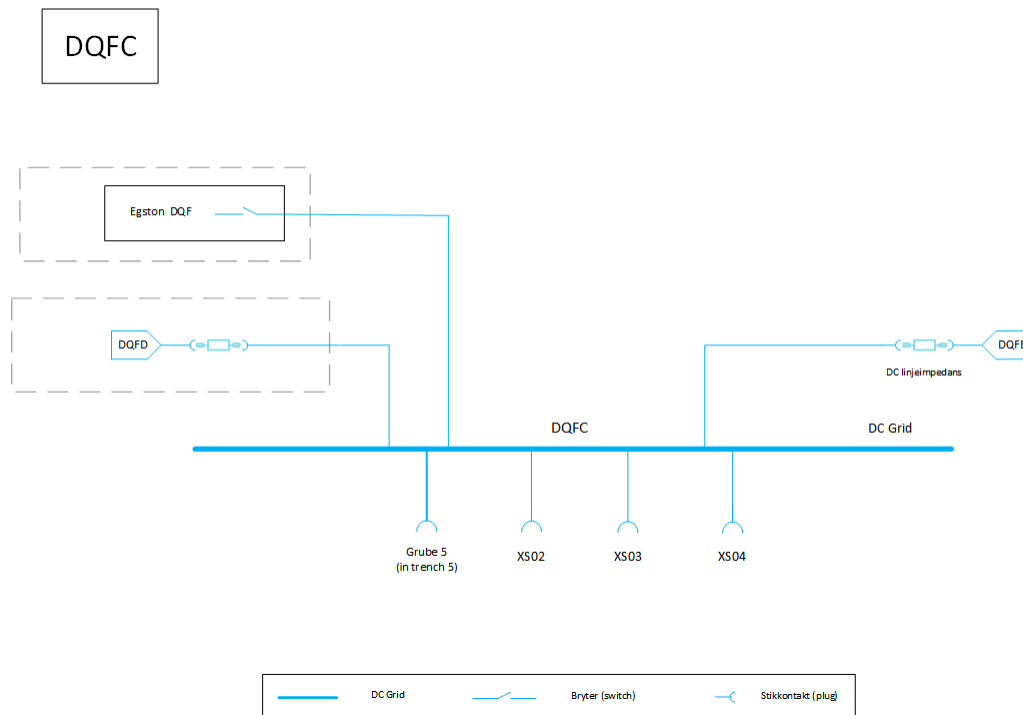 DQFC
Egston DQF
DQFD
DQFE
DC linjeimpedans
DQFC
DC Grid
Grube 5
(in trench 5)
XS02
XS03
XS04
DC Grid
Bryter (switch)
Stikkontakt (plug)